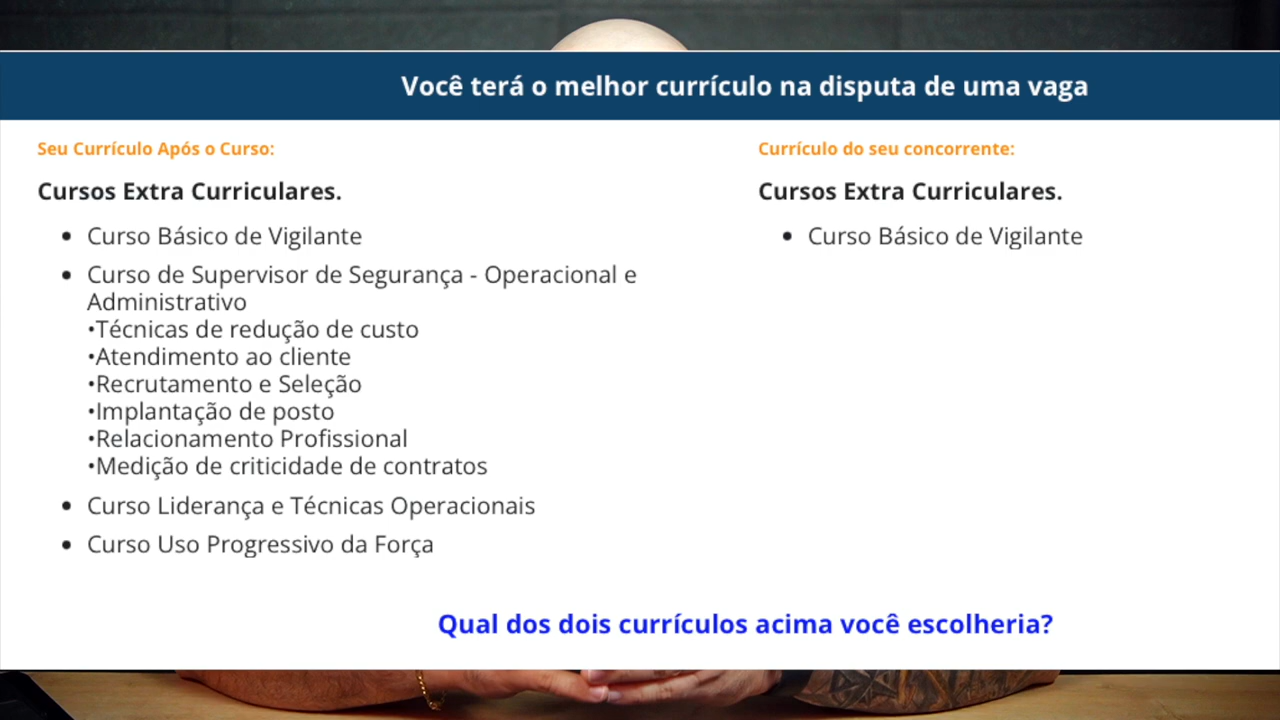 Você terá o melhor currículo na disputa de uma vaga
Seu Currículo Após o Curso:
Cursos Extra Curriculares.
• Curso Básico de Vigilante
• Curso de Supervisor de Segurança - Operacional e
Administrativo
•Técnicas de redução de custo
•Atendimento ao cliente
•Recrutamento e Seleção
•Implantação de posto
•Relacionamento Profissional
•Medição de criticidade de contratos
• Curso Liderança e Técnicas Operacionais
• Curso Uso Progressivo da Força
Currículo do seu concorrente:
Cursos Extra Curriculares.
• Curso Básico de Vigilante
Qual dos dois currículos acima você escolheria?